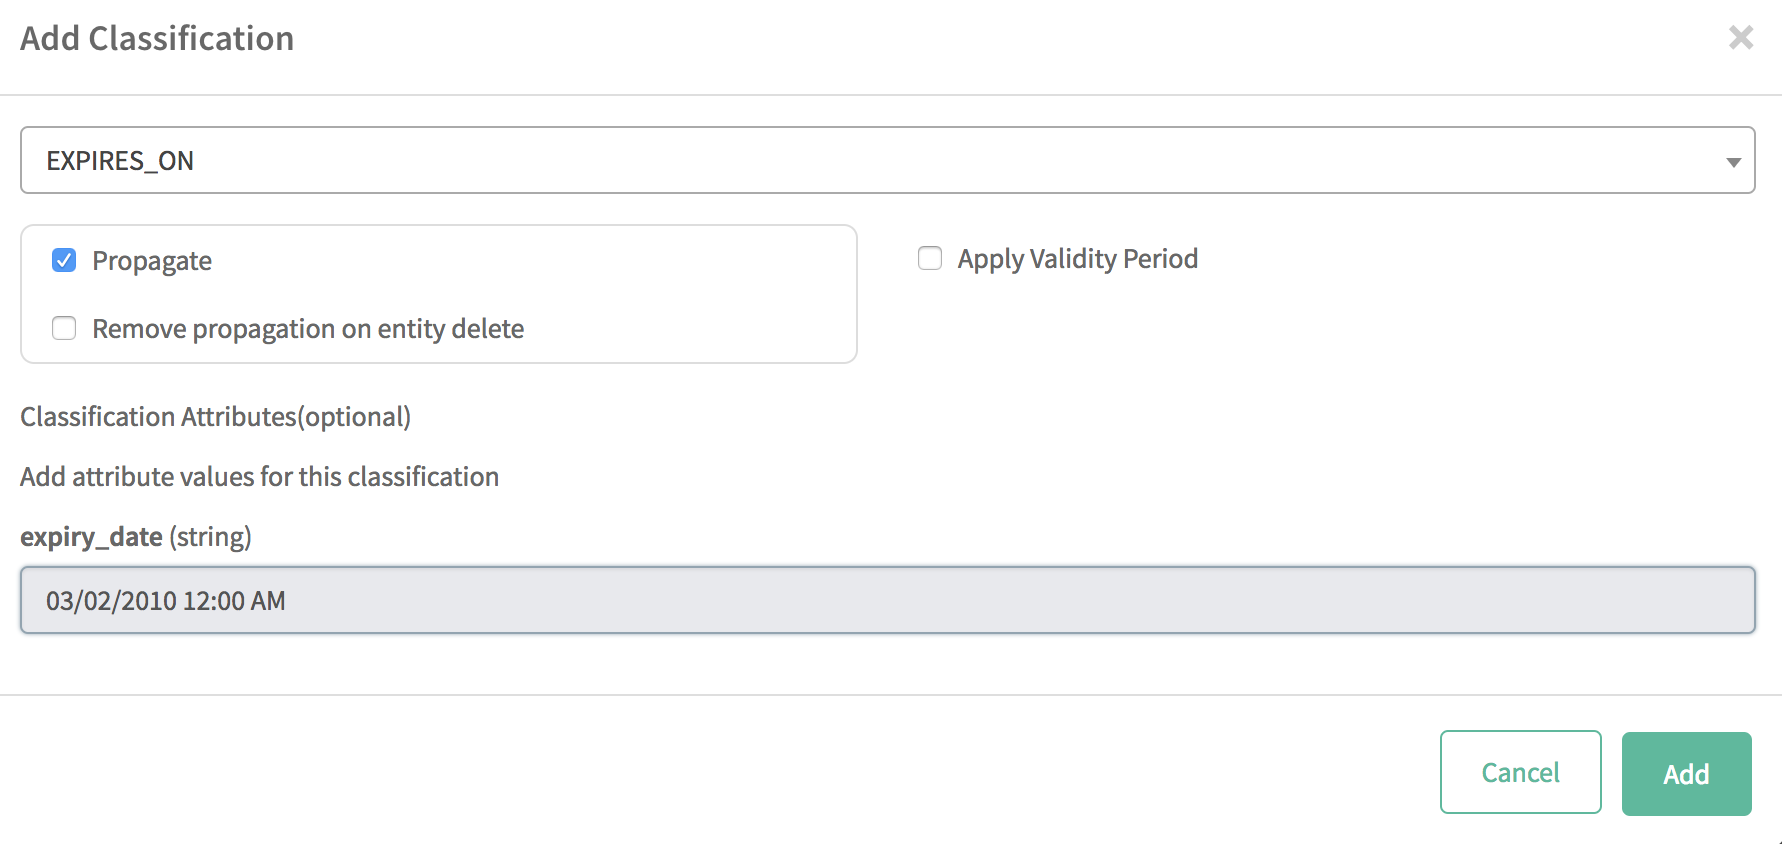 Add Classification
EXPIRES_ON
Propagate
Apply Validity Period
Remove propagation on entity delete
Classification Attributes(optional)
Add attribute values for this classification
expiry_date (string)
03/02/2010 12:00 AM
Cancel
Add